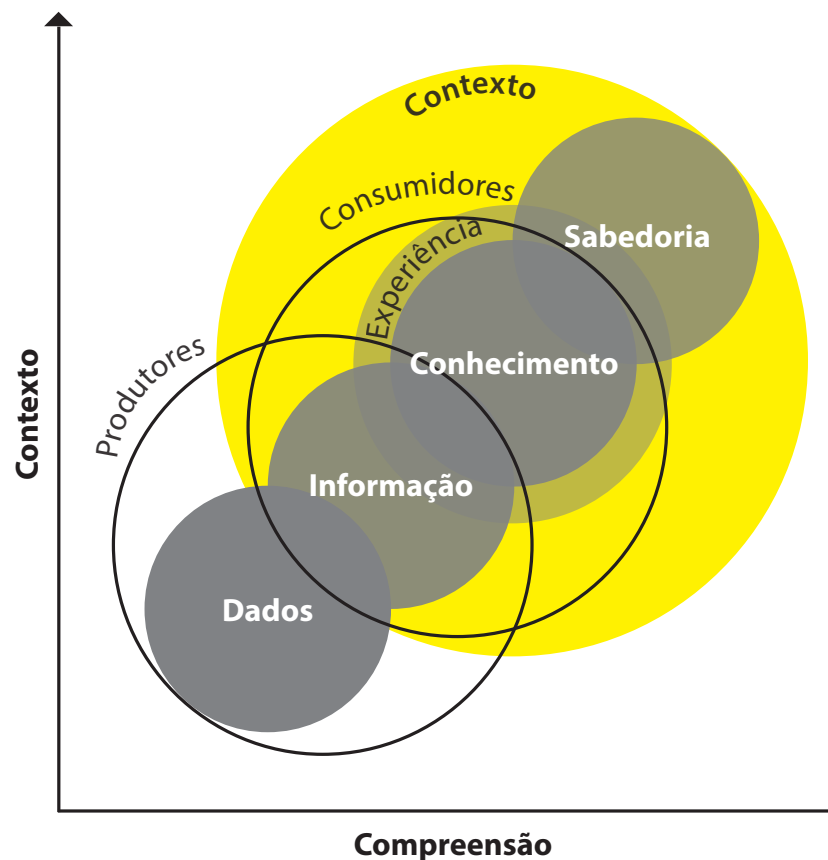 Contexto
Consumidores
Sabedoria
Experiência
Conhecimento
Produtores
Contexto
Informação
Dados
Compreensão